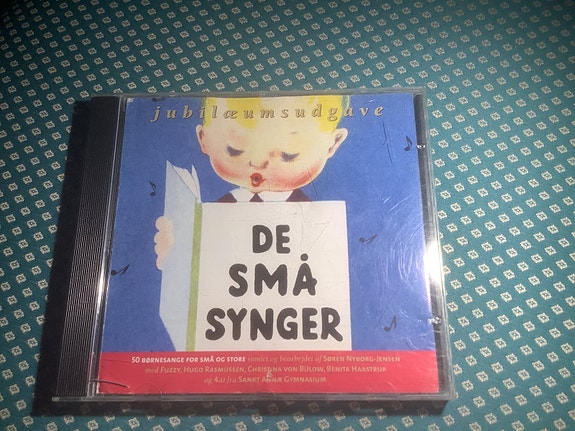 jubilæumsudgave
DE
SMÅ
SYNGER
50 BØRNESANGE FOR SMÅ OG STORE samlet og bearbejdet af SØREN NYBORG-JENSEN
med FUZZY, HUGO RASMUSSEN, CHRISTINA VON BÜLOW, BENITA HAASTRUP
og 4.U fra SANKT ANNÆ GYMNASIUM